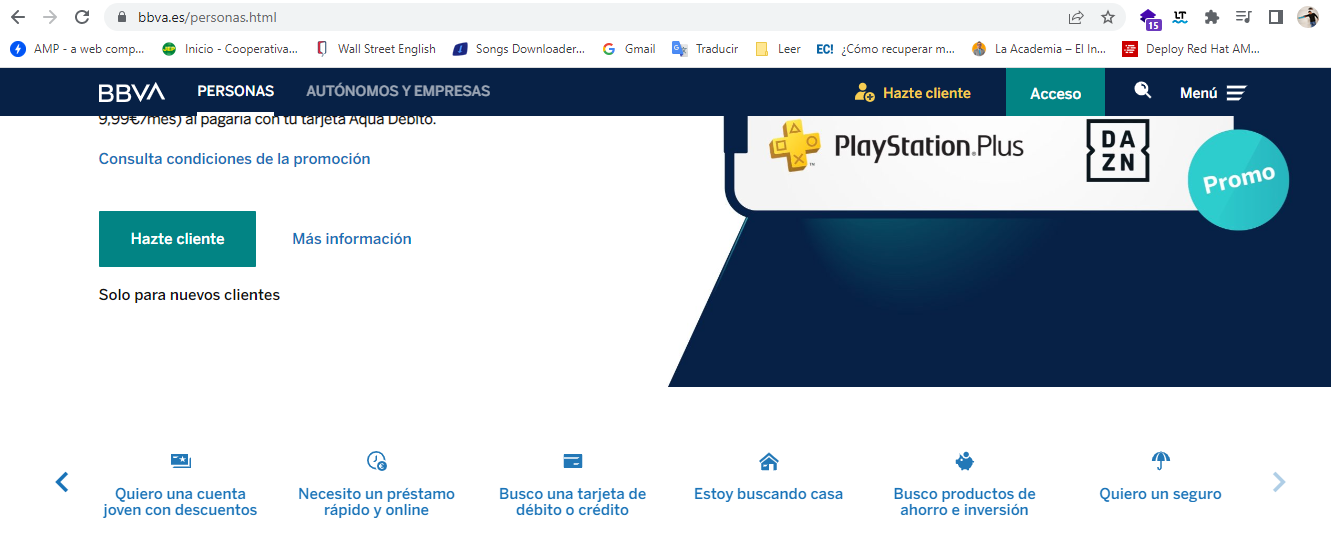 bbva.es/personas.html
15
LT
AMP - a web comp...
JEP Inicio - Cooperativa...
Wall Street English
Songs Downloader...
Gmail
Traducir
Leer
EC! ¿Cómo recuperar m...
La Academia – El In...
Deploy Red Hat AM...
BBVA
PERSONAS
AUTÓNOMOS Y EMPRESAS
Hazte cliente
Acceso
Menú
9,99€/mes) al pagarla con tu tarjeta Aqua Débito.
Consulta condiciones de la promoción
Hazte cliente
Más información
Solo para nuevos clientes
PlayStation.Plus
DA
ZN
Promo
Quiero una cuenta
joven con descuentos
Necesito un préstamo
rápido y online
Busco una tarjeta de
débito o crédito
Estoy buscando casa
Busco productos de
ahorro e inversión
Quiero un seguro